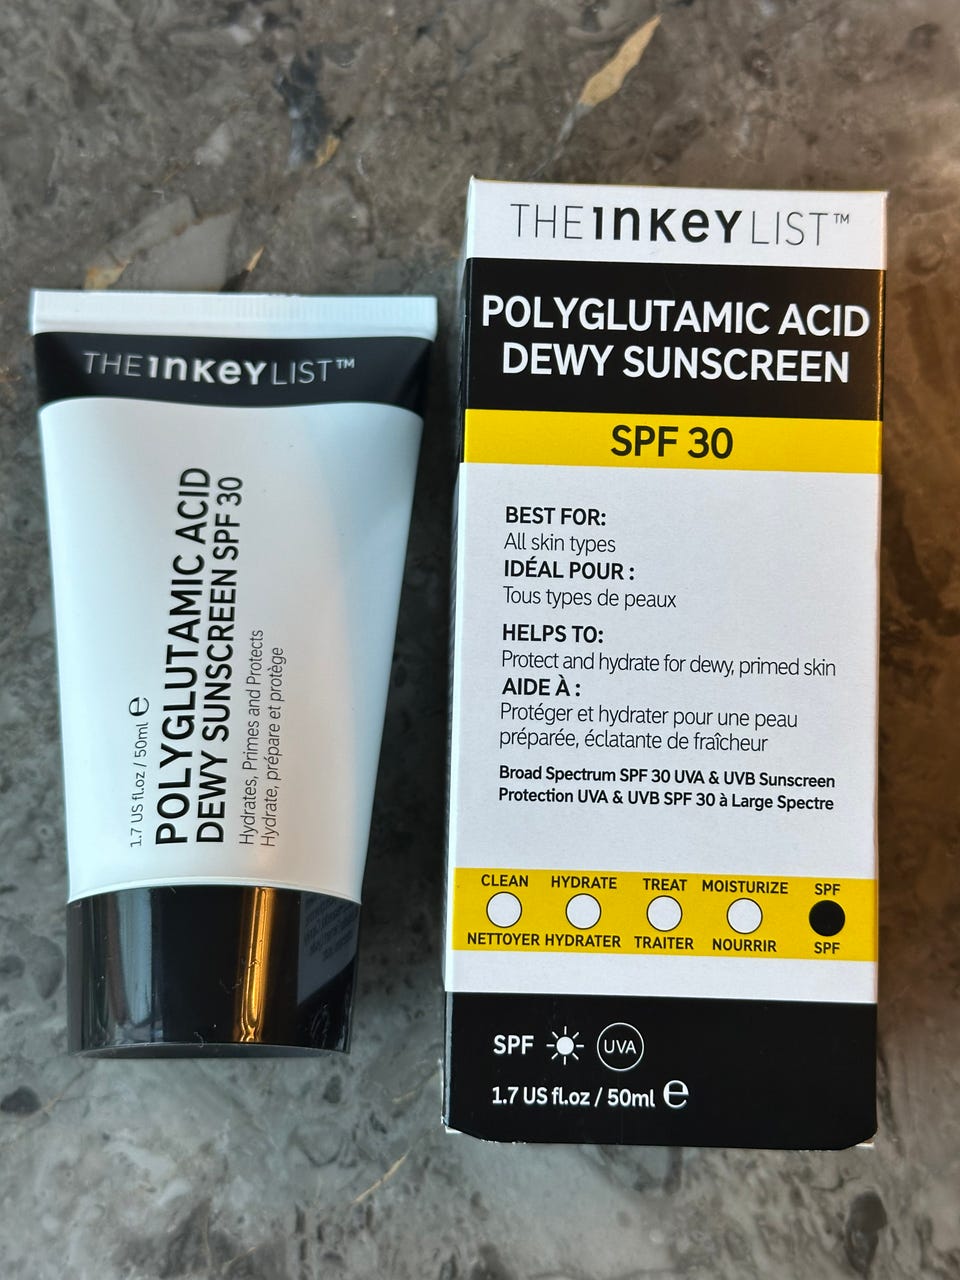 THE INKEY LIST™
1.7 US fl.oz / 50ml ℮
POLYGLUTAMIC ACID
DEWY SUNSCREEN SPF 30
Hydrates, Primes and Protects
Hydrate, prépare et protège
THE INKEY LIST™
POLYGLUTAMIC ACID
DEWY SUNSCREEN
SPF 30
BEST FOR:
All skin types
IDÉAL POUR :
Tous types de peaux
HELPS TO:
Protect and hydrate for dewy, primed skin
AIDE À :
Protéger et hydrater pour une peau
préparée, éclatante de fraîcheur
Broad Spectrum SPF 30 UVA & UVB Sunscreen
Protection UVA & UVB SPF 30 à Large Spectre
CLEAN HYDRATE TREAT MOISTURIZE SPF
NETTOYER HYDRATER TRAITER NOURRIR SPF
SPF UVA
1.7 US fl.oz / 50ml ℮